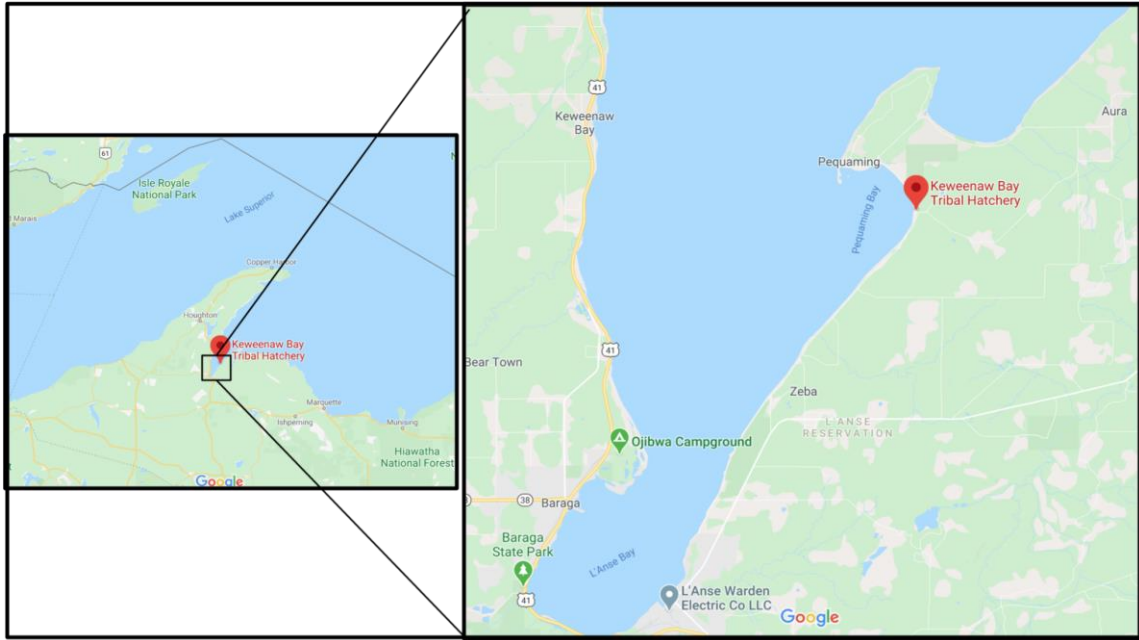 61
Isle Royale
National Park
Marais
Lake Superior
Copper Harbor
Houghton
Keweenaw Bay
Tribal Hatchery
Marquette
Ishpeming
Munising
Hiawatha
National Forest
Google
41
Keweenaw
Bay
Aura
Pequaming
Keweenaw Bay
Tribal Hatchery
Pequaming Bay
41
Bear Town
Zeba
L'ANSE
RESERVATION
Ojibwa Campground
38
Baraga
Baraga
State Park
L'Anse Bay
41
L'Anse Warden
Electric Co LLC
Google